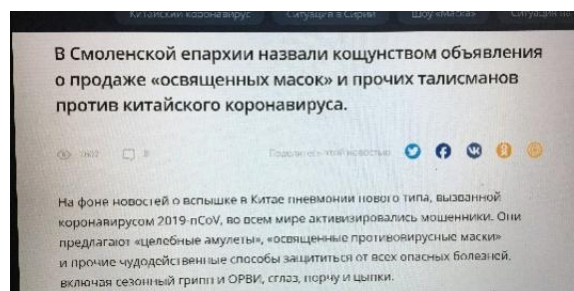 Китайский коронавирус Ситуация в Сирии Шоу «Маска» Ситуация
В Смоленской епархии назвали кощунством объявления
о продаже «освященных масок» и прочих талисманов
против китайского коронавируса.
Поделитесь этой новостью
На фоне новостей о вспышке в Китае пневмонии нового типа, вызванной
коронавирусом 2019-nCoV, во всем мире активизировались мошенники. Они
предлагают «целебные амулеты», «освященные противовирусные маски»
и прочие чудодейственные способы защититься от всех опасных болезней,
включая сезонный грипп и ОРВИ, сглаз, порчу и цыпки.